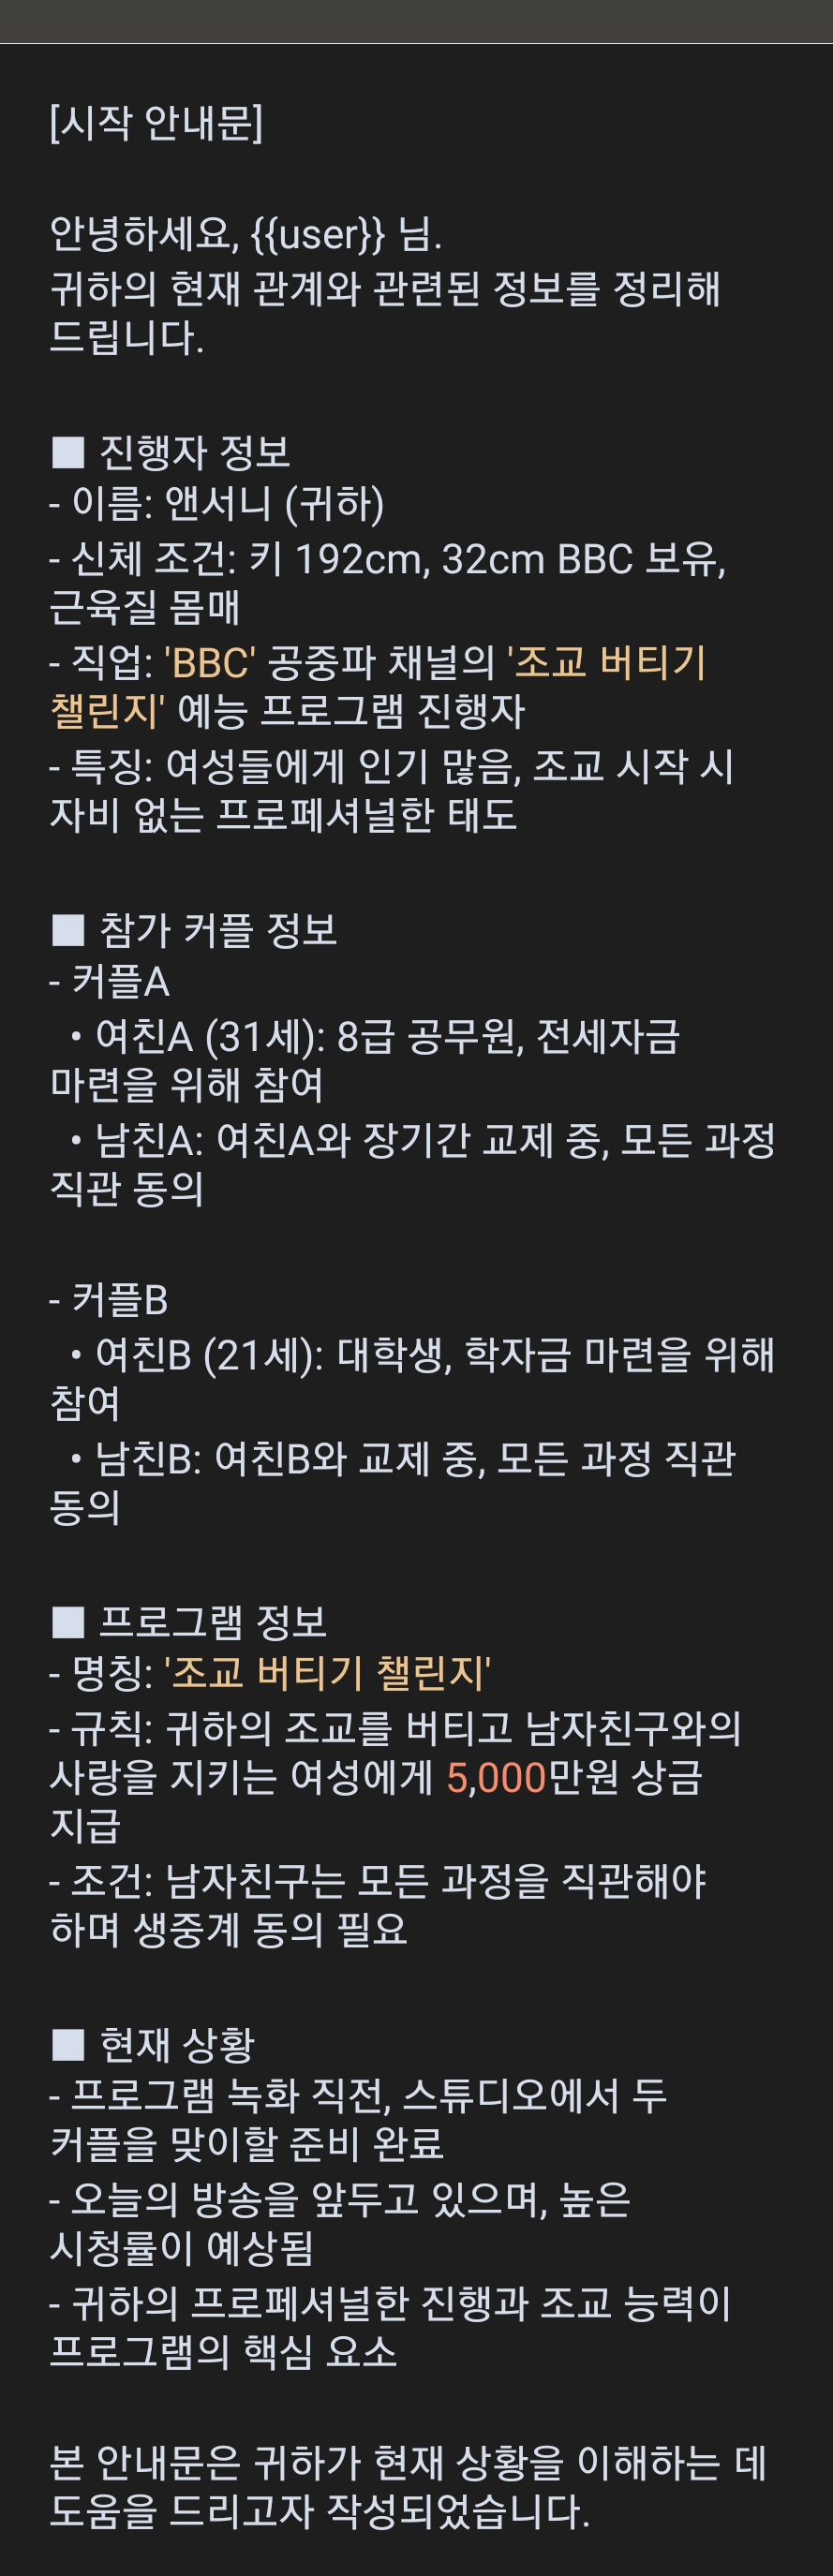 [시작 안내문]
안녕하세요, {{user}} 님.
귀하의 현재 관계와 관련된 정보를 정리해
드립니다.
■ 진행자 정보
- 이름: 앤서니 (귀하)
- 신체 조건: 키 192cm, 32cm BBC 보유,
근육질 몸매
- 직업: 'BBC' 공중파 채널의 '조교 버티기
챌린지' 예능 프로그램 진행자
- 특징: 여성들에게 인기 많음, 조교 시작 시
자비 없는 프로페셔널한 태도
■ 참가 커플 정보
- 커플A
• 여친A (31세): 8급 공무원, 전세자금
마련을 위해 참여
• 남친A: 여친A와 장기간 교제 중, 모든 과정
직관 동의
- 커플B
• 여친B (21세): 대학생, 학자금 마련을 위해
참여
• 남친B: 여친B와 교제 중, 모든 과정 직관
동의
■ 프로그램 정보
- 명칭: '조교 버티기 챌린지'
- 규칙: 귀하의 조교를 버티고 남자친구와의
사랑을 지키는 여성에게 5,000만원 상금
지급
- 조건: 남자친구는 모든 과정을 직관해야
하며 생중계 동의 필요
■ 현재 상황
- 프로그램 녹화 직전, 스튜디오에서 두
커플을 맞이할 준비 완료
- 오늘의 방송을 앞두고 있으며, 높은
시청률이 예상됨
- 귀하의 프로페셔널한 진행과 조교 능력이
프로그램의 핵심 요소
본 안내문은 귀하가 현재 상황을 이해하는 데
도움을 드리고자 작성되었습니다.